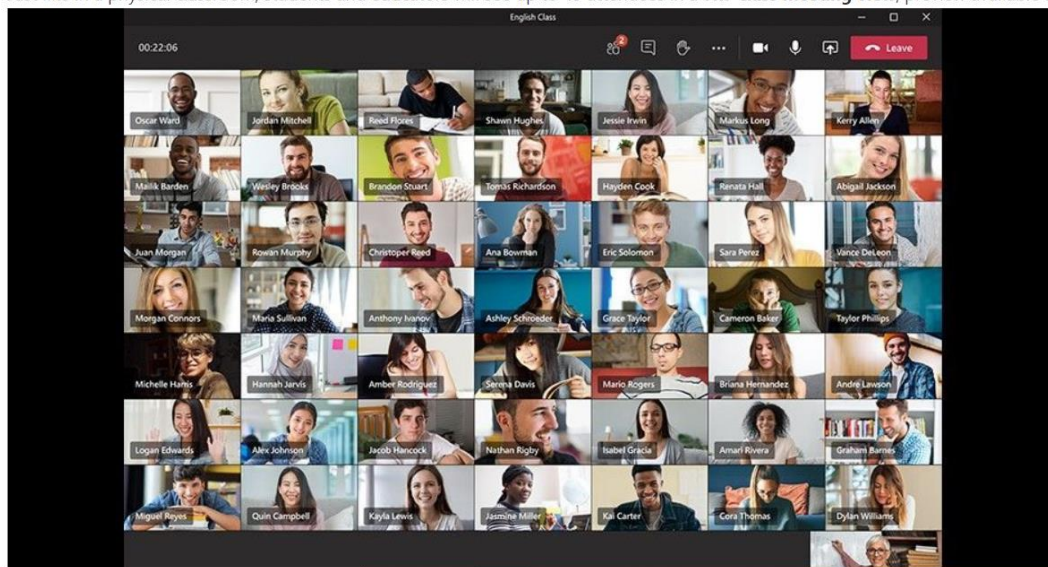 English Class
00:22:06
2
Leave
Oscar Ward Jordan Mitchell Reed Flores Shawn Hughes Jessie Irwin Markus Long Kerry Allen
Mailik Barden Wesley Brooks Brandon Stuart Tomas Richardson Hayden Cook Renata Hall Abigail Jackson
Juan Morgan Rowan Murphy Christoper Reed Ana Bowman Eric Solomon Sara Perez Vance DeLeon
Morgan Connors Maria Sullivan Anthony Ivanov Ashley Schroeder Grace Taylor Cameron Baker Taylor Phillips
Michelle Harris Hannah Jarvis Amber Rodriguez Serena Davis Mario Rogers Briana Hernandez Andre Lawson
Logan Edwards Alex Johnson Jacob Hancock Nathan Rigby Isabel Gracia Amari Rivera Graham Barnes
Miguel Reyes Quin Campbell Kayla Lewis Jasmine Miller Kai Carter Cora Thomas Dylan Williams